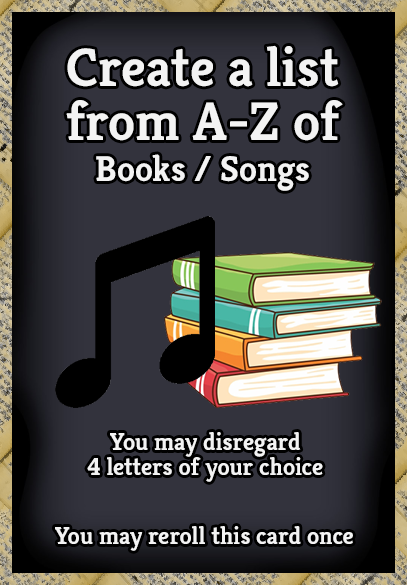 Create a list
from A-Z of
Books / Songs
You may disregard
4 letters of your choice
You may reroll this card once